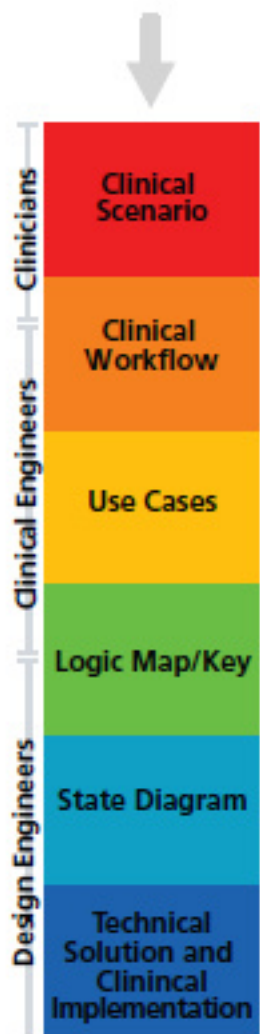 Clinicians
Clinical
Scenario
Clinical
Workflow
Clinical Engineers
Use Cases
Logic Map/Key
Design Engineers
State Diagram
Technical
Solution and
Clinincal
Implementation